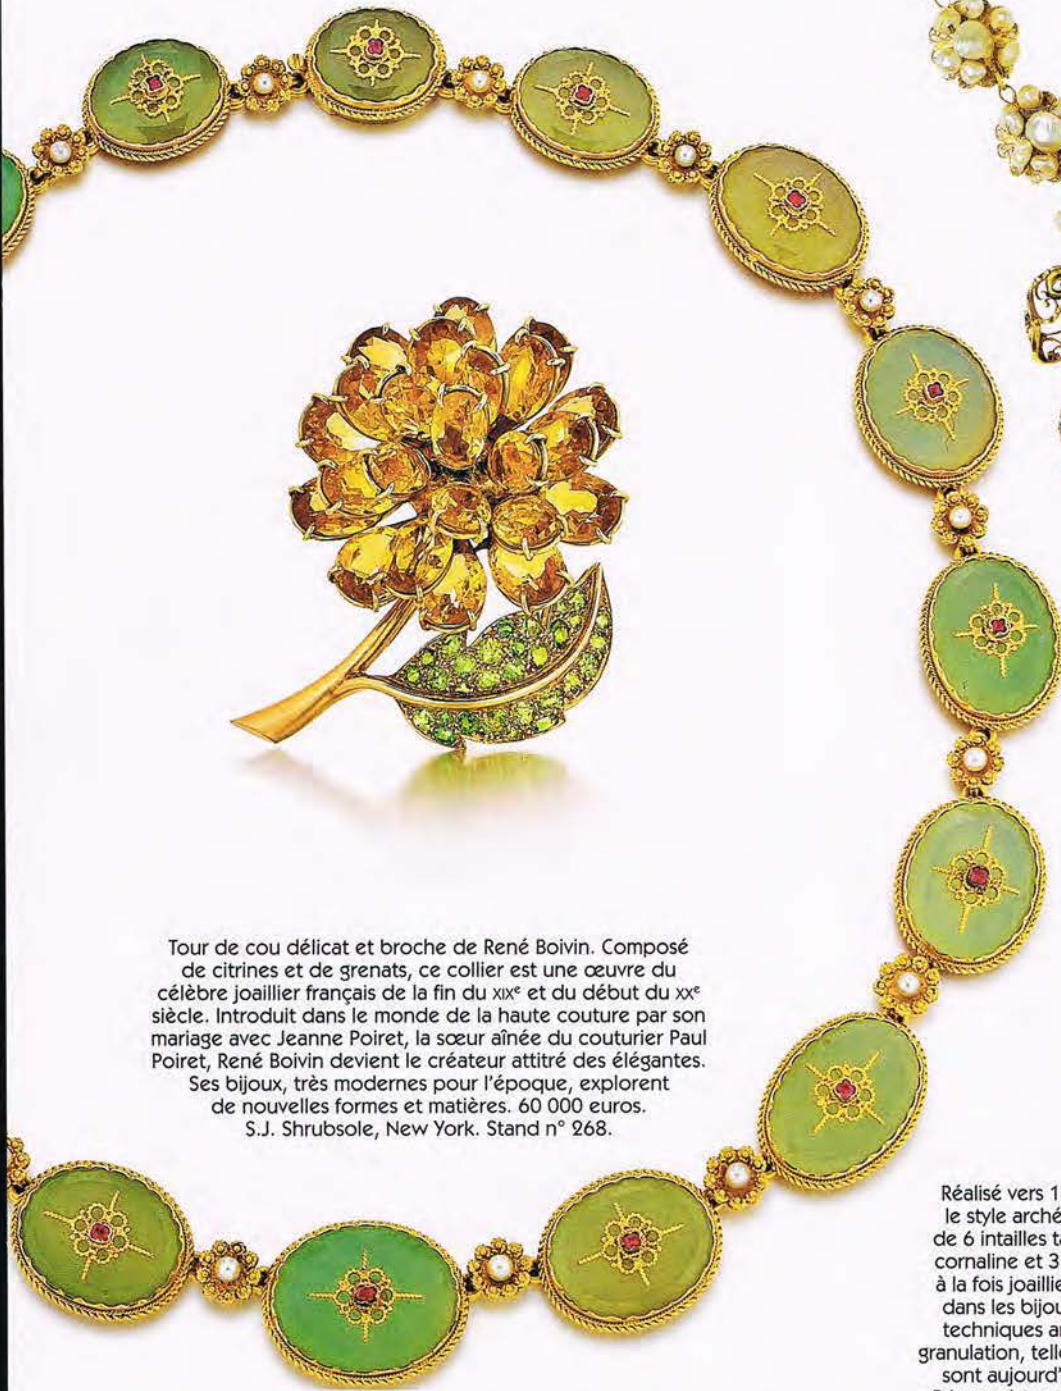 Tour de cou délicat et broche de René Boivin. Composé
de citrines et de grenats, ce collier est une œuvre du
célèbre joaillier français de la fin du XIXe et du début du XXe
siècle. Introduit dans le monde de la haute couture par son
mariage avec Jeanne Poiret, la sœur aînée du couturier Paul
Poiret, René Boivin devient le créateur attitré des élégantes.
Ses bijoux, très modernes pour l'époque, explorent
de nouvelles formes et matières. 60 000 euros.
S.J. Shrubsole, New York. Stand n° 268.
Réalisé vers 1
le style arché
de 6 intailles t
cornaline et 3
à la fois joaillie
dans les bijou
techniques a
granulation, tell
sont aujourd'